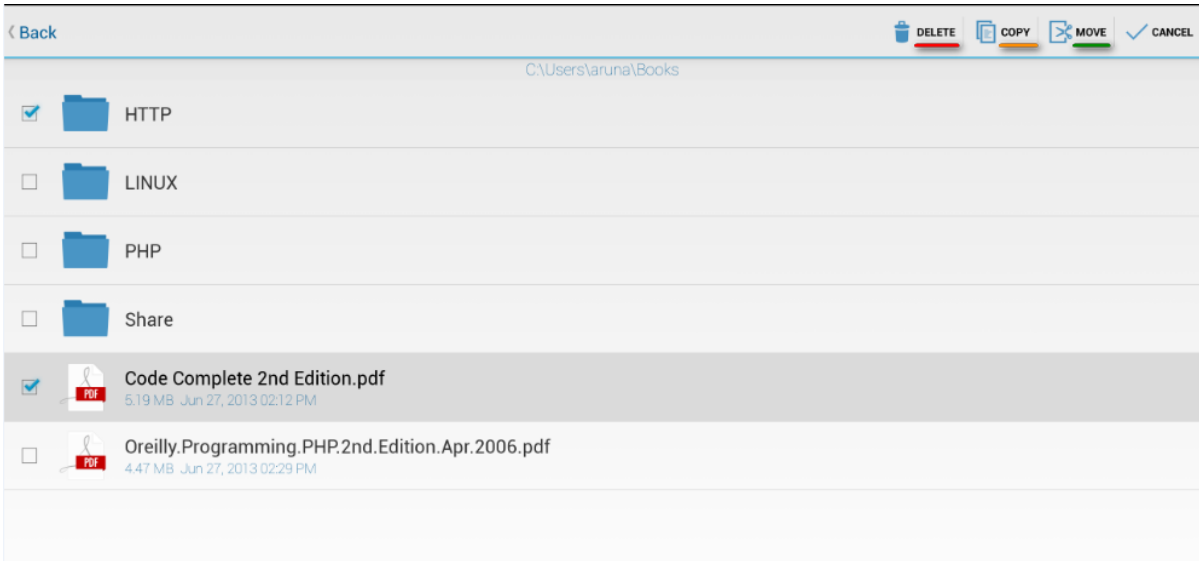 Back
DELETE COPY MOVE CANCEL
C:\Users\aruna\Books
HTTP
LINUX
PHP
Share
PDF
Code Complete 2nd Edition.pdf
5.19 MB Jun 27, 2013 02:12 PM
PDF
Oreilly.Programming.PHP.2nd.Edition.Apr.2006.pdf
4.47 MB Jun 27, 2013 02:29 PM